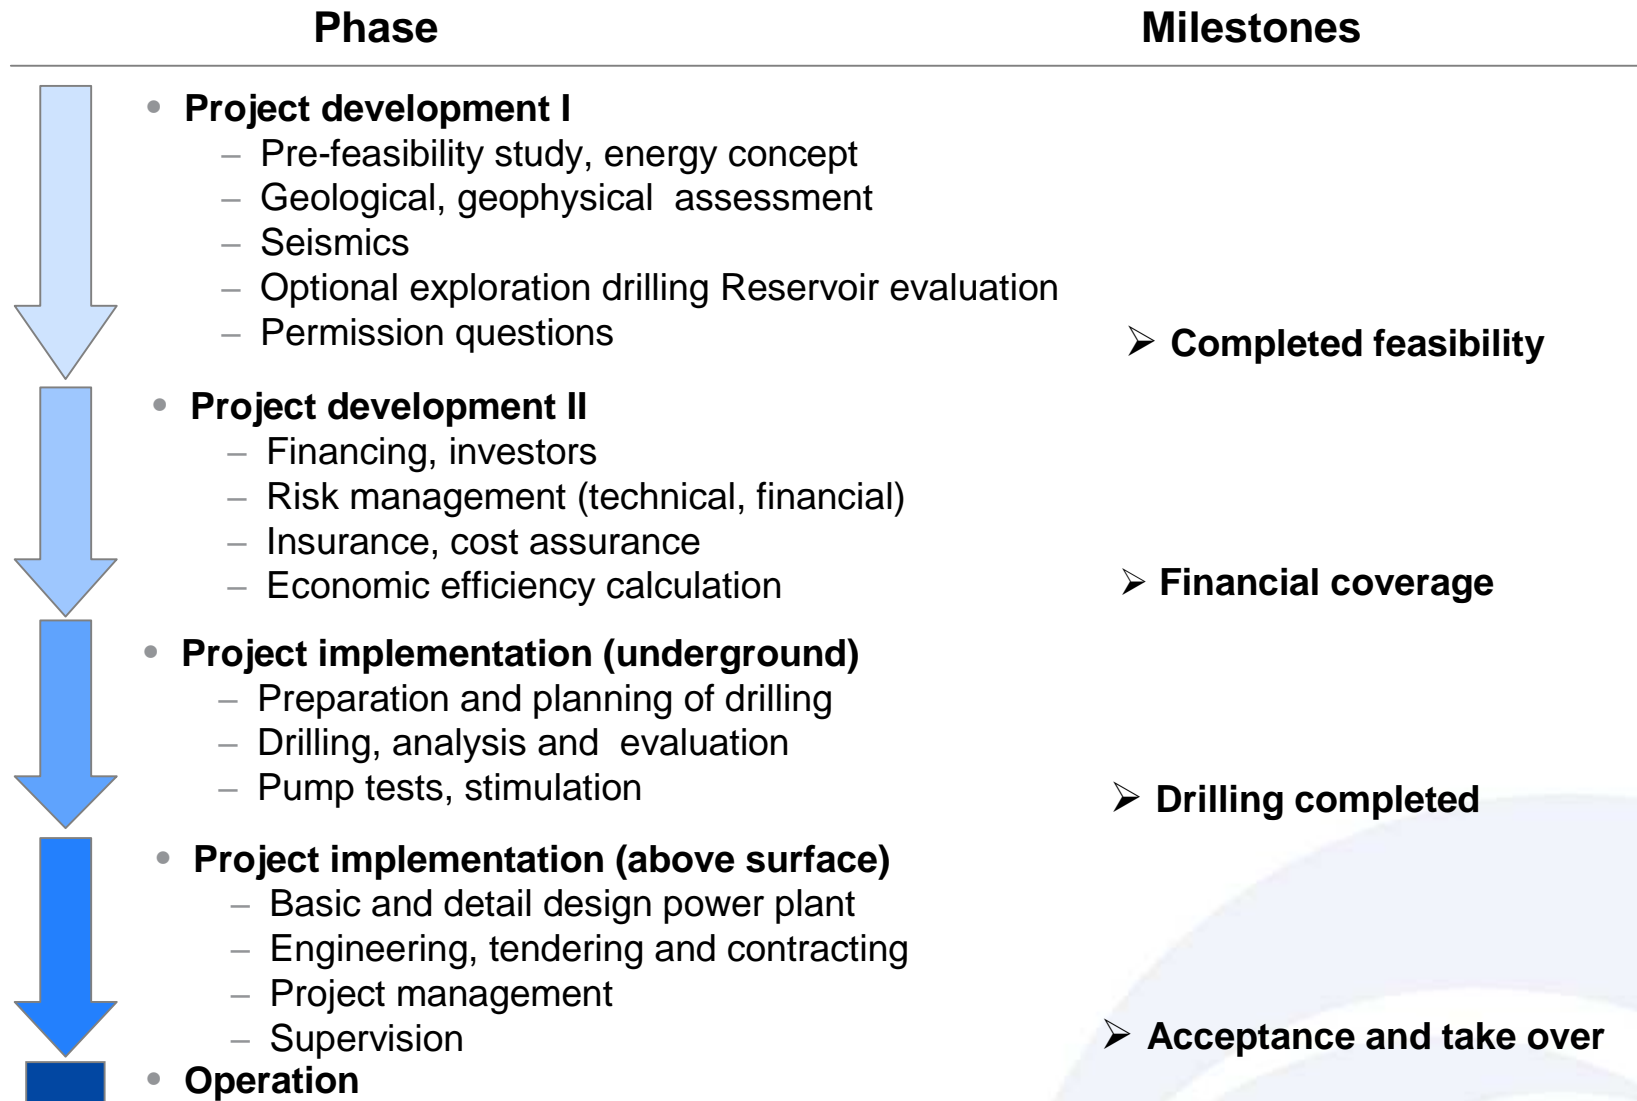 Phase Milestones
• Project development I
– Pre-feasibility study, energy concept
– Geological, geophysical  assessment
– Seismics
– Optional exploration drilling Reservoir evaluation
– Permission questions
➢ Completed feasibility
• Project development II
– Financing, investors
– Risk management (technical, financial)
– Insurance, cost assurance
– Economic efficiency calculation
➢ Financial coverage
• Project implementation (underground)
– Preparation and planning of drilling
– Drilling, analysis and  evaluation
– Pump tests, stimulation
➢ Drilling completed
• Project implementation (above surface)
– Basic and detail design power plant
– Engineering, tendering and contracting
– Project management
– Supervision
➢ Acceptance and take over
• Operation